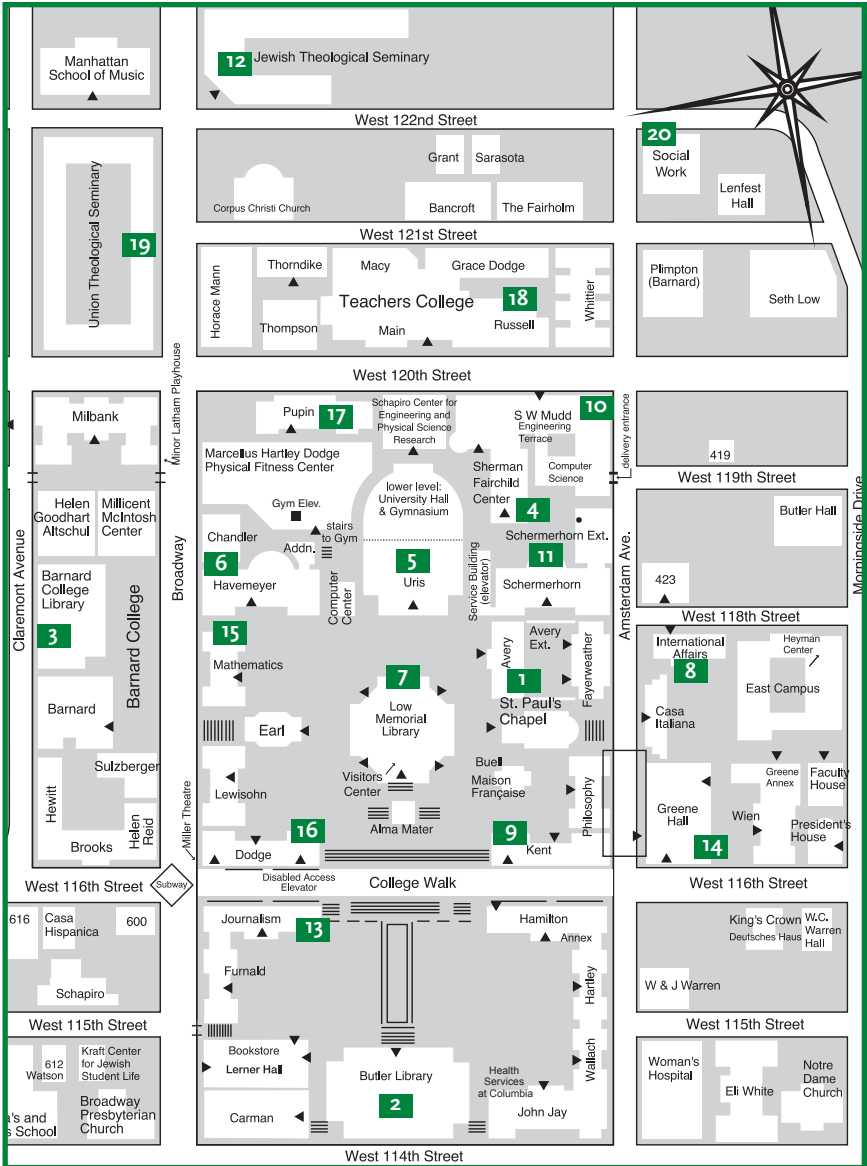 Manhattan
School of Music
12
Jewish Theological Seminary
West 122nd Street
Union Theological Seminary
19
Corpus Christi Church
Grant
Sarasota
Bancroft
The Fairholm
20
Social
Work
Lenfest
Hall
West 121st Street
Horace Mann
Thorndike
Thompson
Macy
Grace Dodge
Teachers College
18
Main
Russell
Whittier
Plimpton
(Barnard)
Seth Low
West 120th Street
Minor Latham Playhouse
Milbank
Pupin
17
Schapiro Center for
Engineering and
Physical Science
Research
S W Mudd
Engineering
Terrace
10
Marcellus Hartley Dodge
Physical Fitness Center
Sherman
Fairchild
Center
4
Computer
Science
delivery entrance
419
West 119th Street
Helen
Goodhart
Altschul
Millicent
McIntosh
Center
lower level:
University Hall
& Gymnasium
Gym Elev.
stairs
to Gym
Chandler
Addn.
Schermerhorn Ext.
11
Butler Hall
Claremont Avenue
Broadway
Amsterdam Ave.
Morningside Drive
6
Havemeyer
Computer
Center
5
Uris
Service Building
(elevator)
Schermerhorn
423
Barnard
College
Library
3
Barnard College
West 118th Street
15
Mathematics
Avery
Avery
Ext.
Fayerweather
1
St. Paul's
Chapel
International
Affairs
8
Heyman
Center
East Campus
Casa
Italiana
7
Low
Memorial
Library
Barnard
Earl
Sulzberger
Hewitt
Helen
Reid
Brooks
Lewisohn
Visitors
Center
Alma Mater
Buell
Maison
Française
Philosophy
Greene
Hall
14
Wien
Greene
Annex
Faculty
House
President's
House
Miller Theatre
16
Dodge
Disabled Access
Elevator
9
Kent
West 116th Street
Subway
College Walk
West 116th Street
616
Casa
Hispanica
600
Schapiro
Journalism
13
Furnald
Hamilton
Annex
Hartley
King's Crown
Deutsches Haus
W.C.
Warren
Hall
W & J Warren
West 115th Street
West 115th Street
612
Watson
Kraft Center
for Jewish
Student Life
a's and
s School
Broadway
Presbyterian
Church
Bookstore
Lerner Hall
Carman
Butler Library
2
Health
Services
at Columbia
John Jay
Wallach
Woman's
Hospital
Eli White
Notre
Dame
Church
West 114th Street